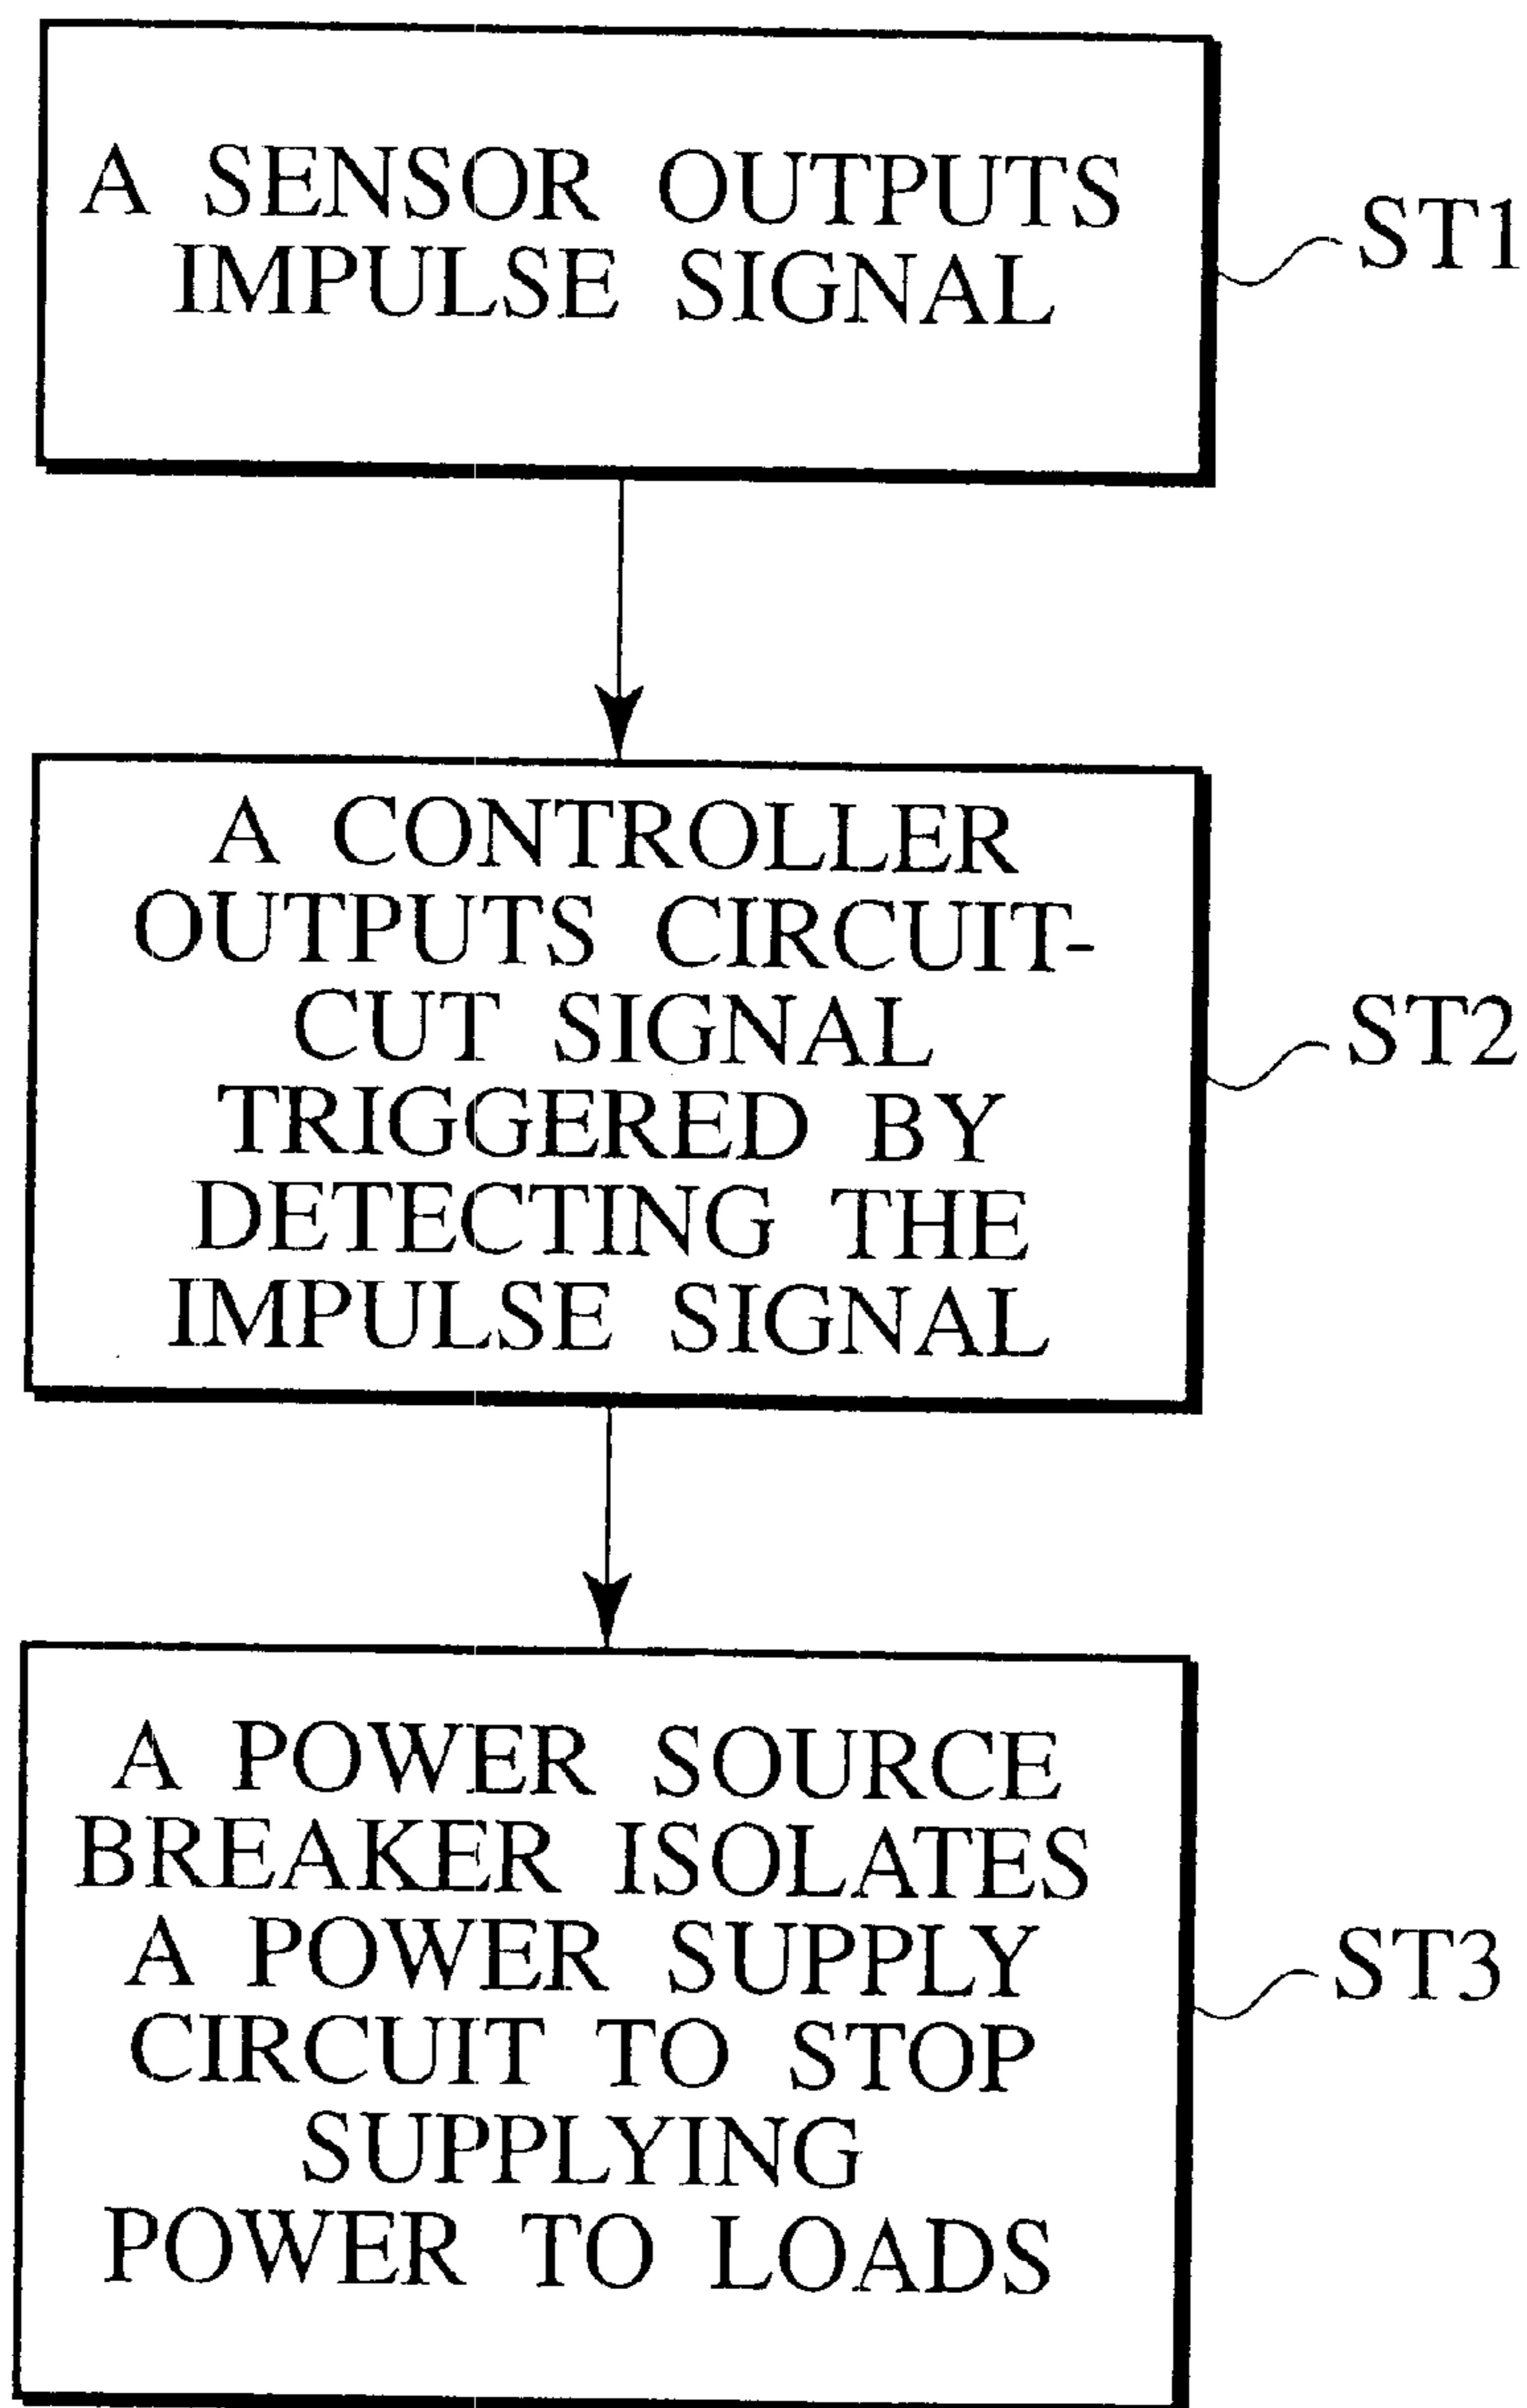 A SENSOR OUTPUTS
IMPULSE SIGNAL
ST1
A CONTROLLER
OUTPUTS CIRCUIT-
CUT SIGNAL
TRIGGERED BY
DETECTING THE
IMPULSE SIGNAL
ST2
A POWER SOURCE
BREAKER ISOLATES
A POWER SUPPLY
CIRCUIT TO STOP
SUPPLYING
POWER TO LOADS
ST3